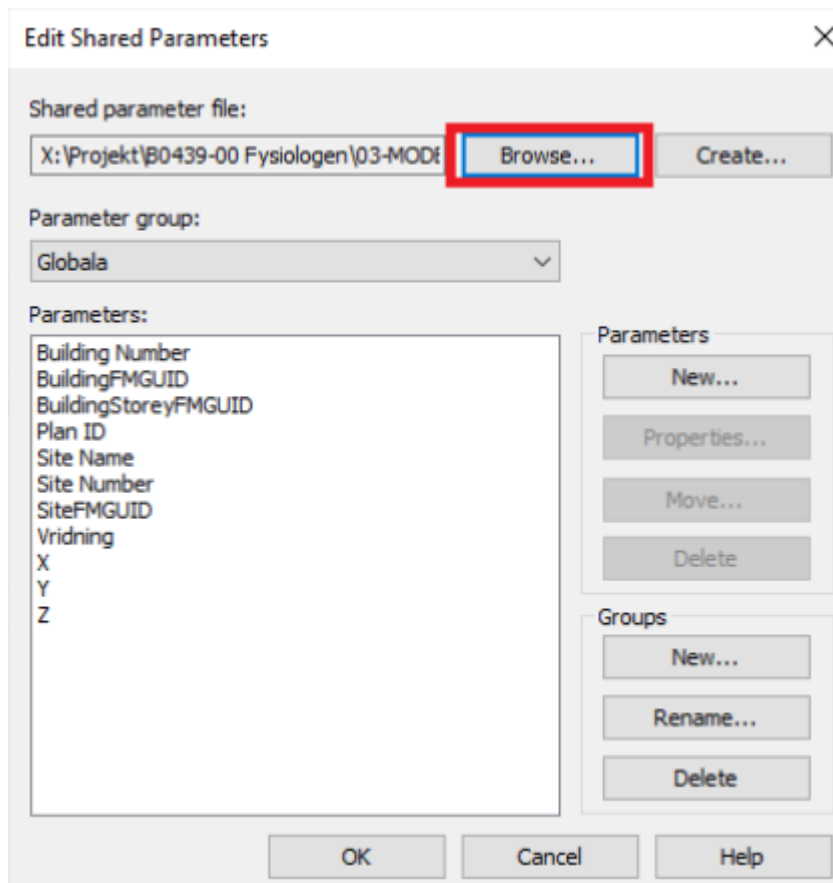 Edit Shared Parameters
Shared parameter file:
X:\Projekt\B0439-00 Fysiologen\03-MODE
Browse...
Create...
Parameter group:
Globala
Parameters:
Building Number
BuildingFMGUID
BuildingStoreyFMGUID
Plan ID
Site Name
Site Number
SiteFMGUID
Vridning
X
Y
Z
Parameters
New...
Properties...
Move...
Delete
Groups
New...
Rename...
Delete
OK
Cancel
Help